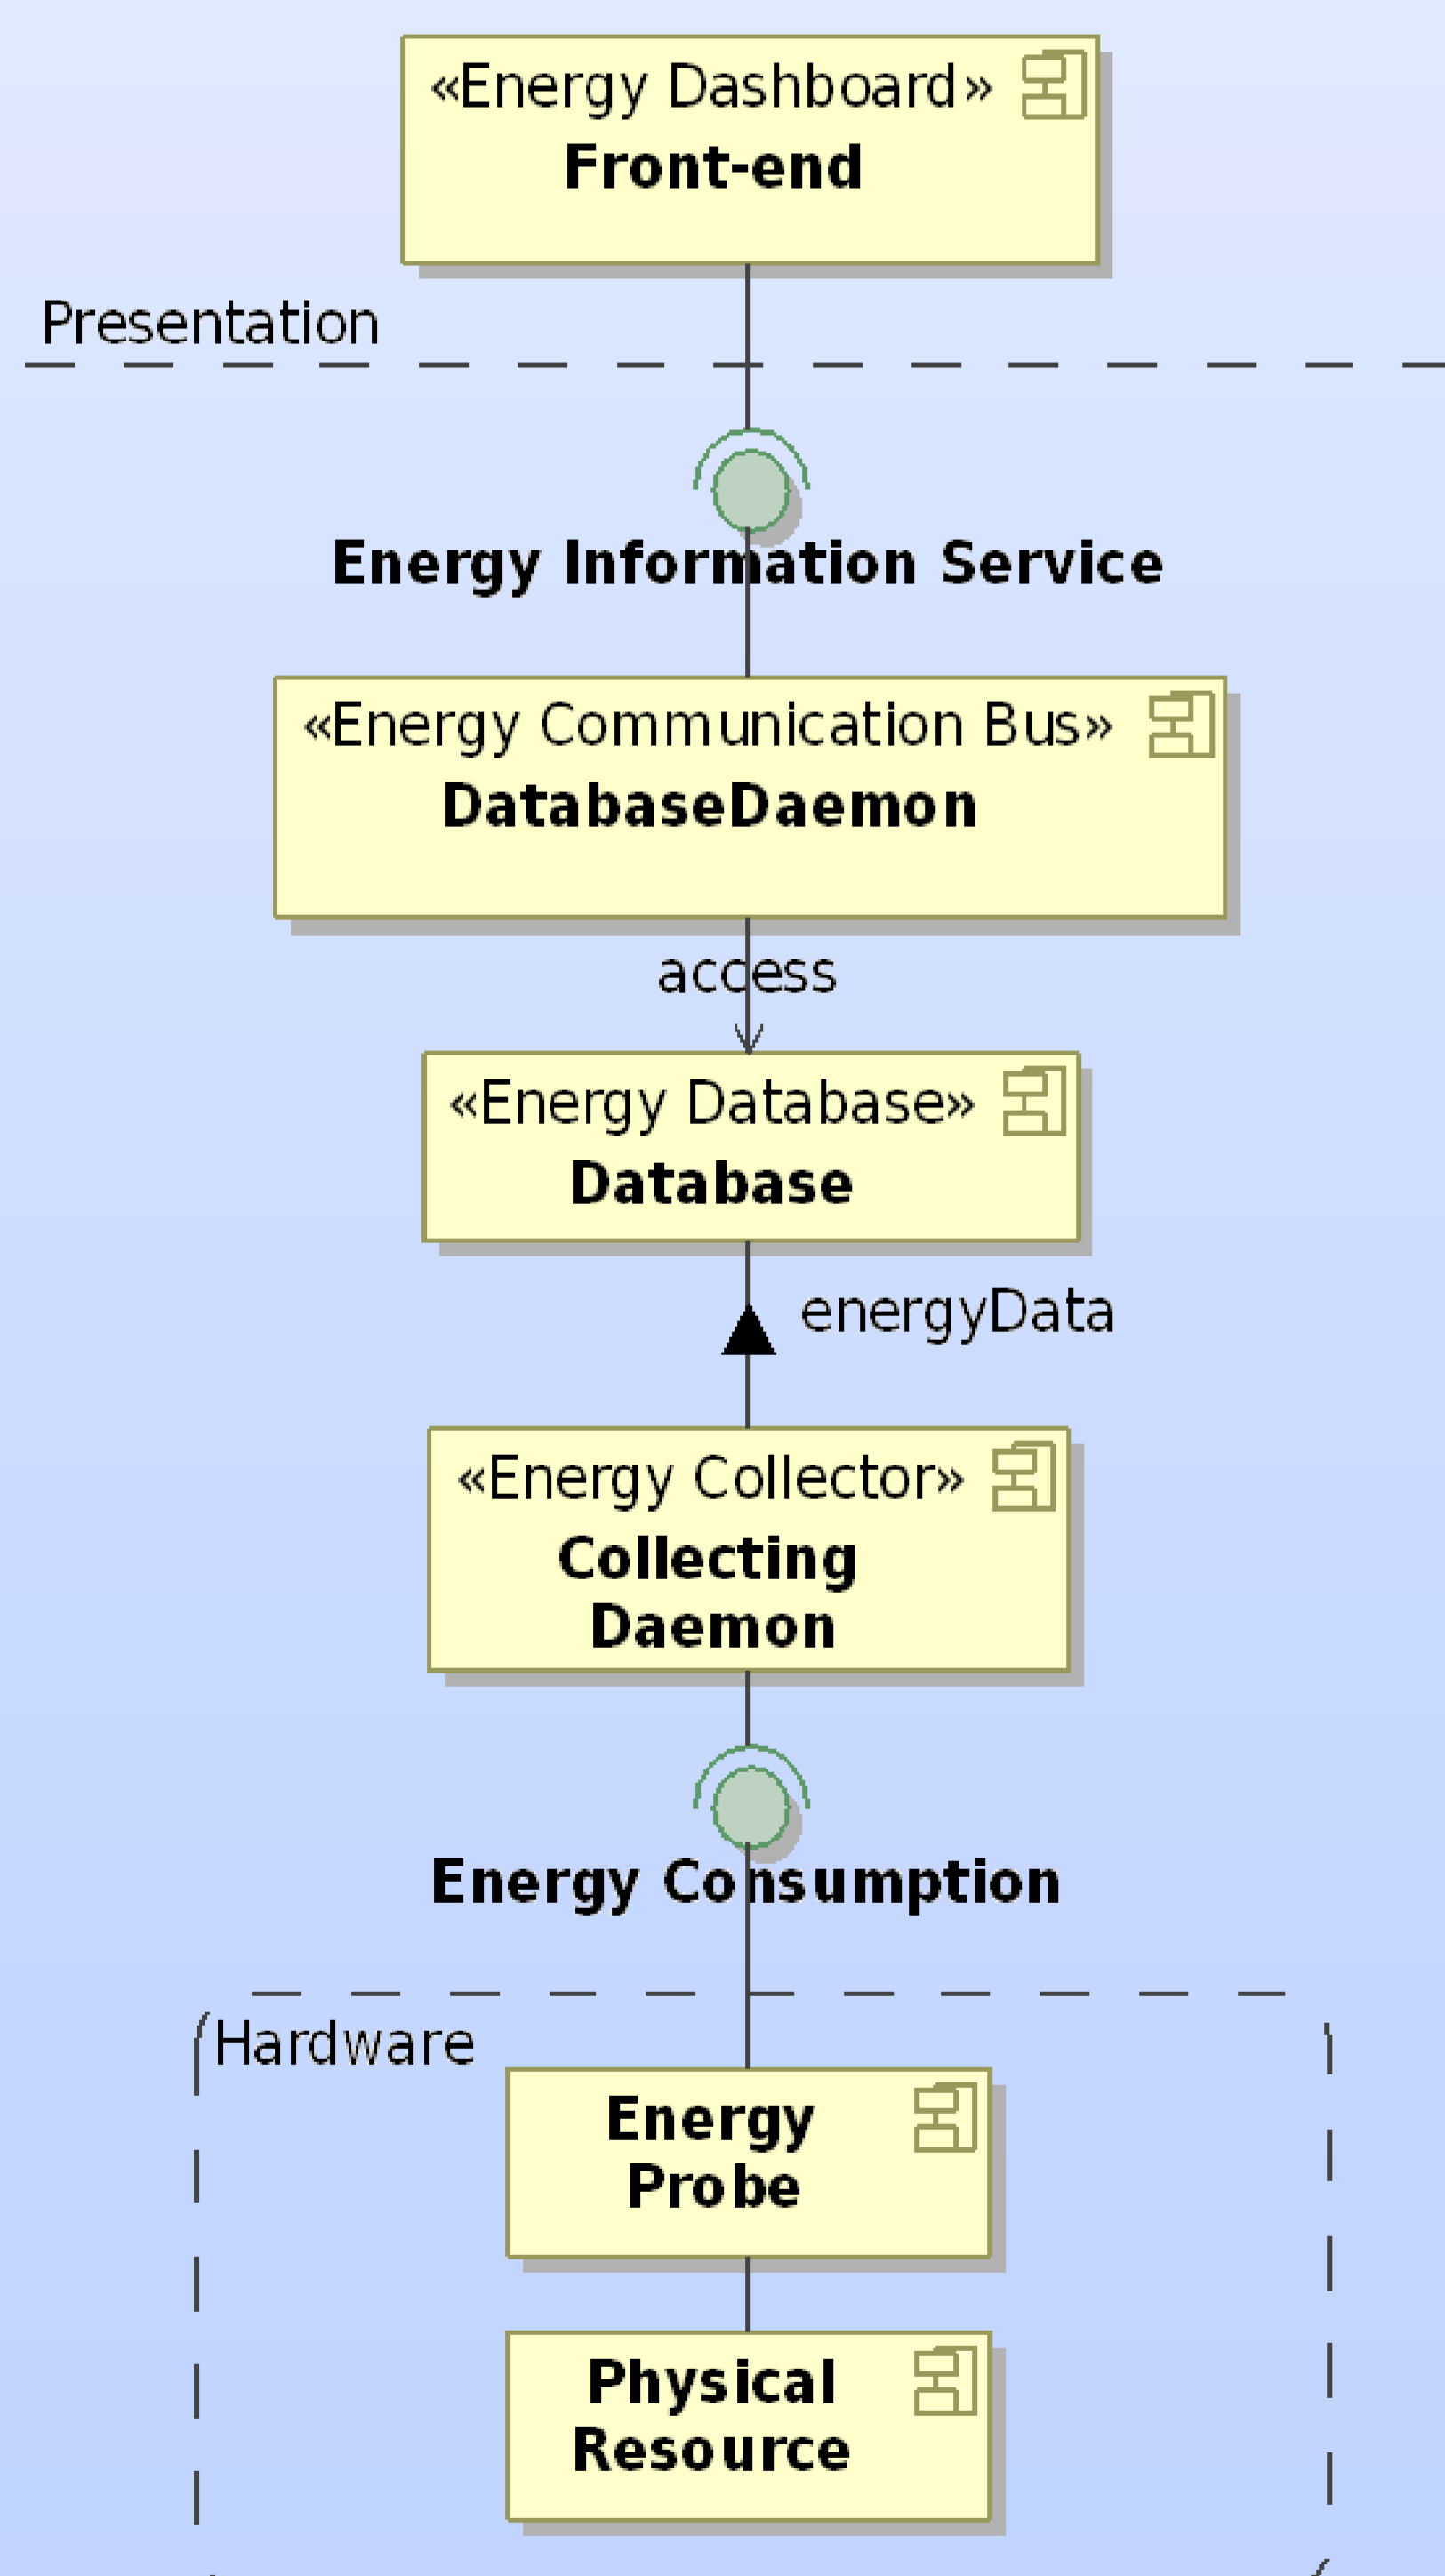 «Energy Dashboard»
Front-end
Presentation
Energy Information Service
«Energy Communication Bus»
DatabaseDaemon
access
«Energy Database»
Database
energyData
«Energy Collector»
Collecting
Daemon
Energy Consumption
Hardware
Energy
Probe
Physical
Resource